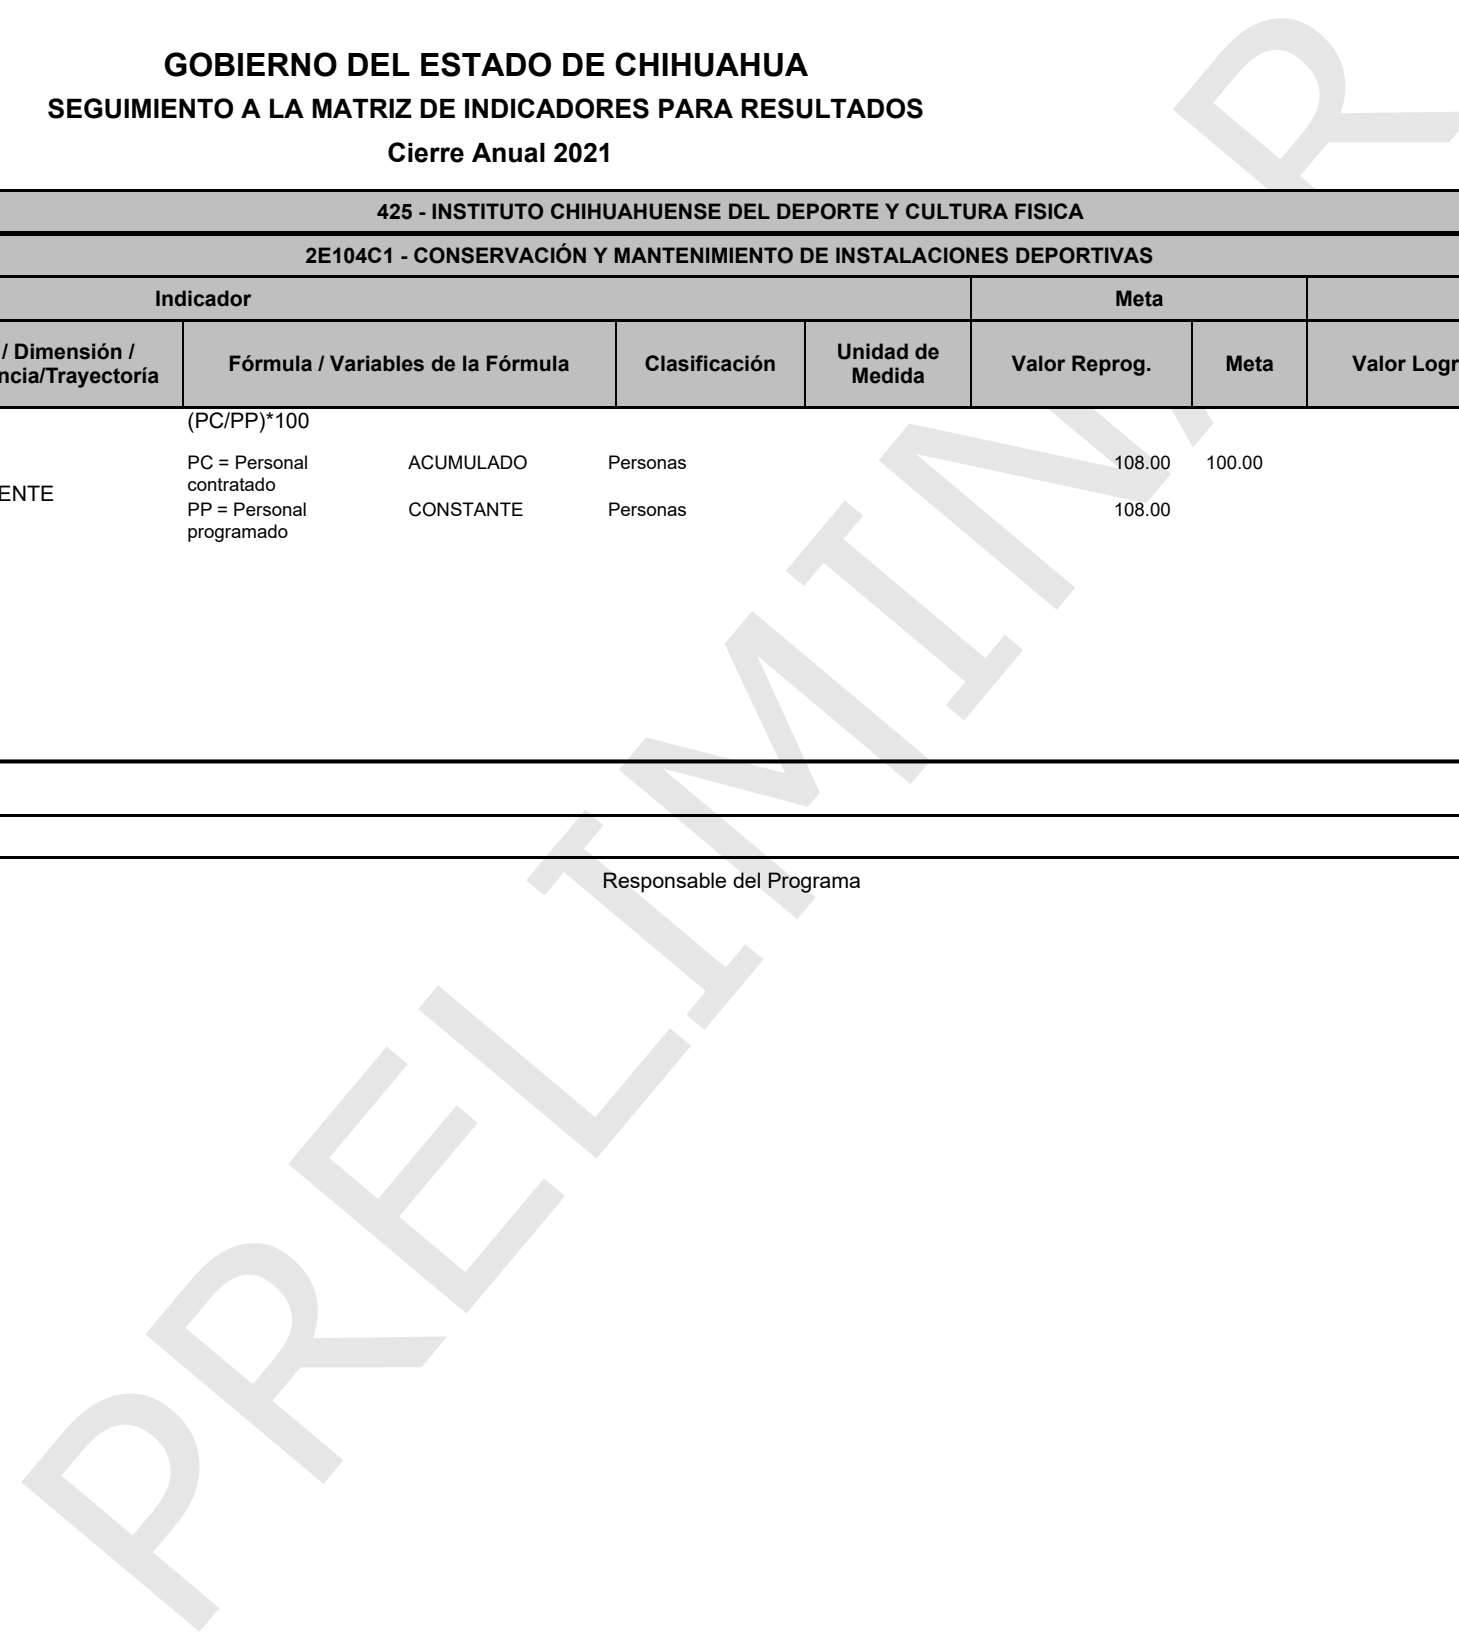 GOBIERNO DEL ESTADO DE CHIHUAHUA
SEGUIMIENTO A LA MATRIZ DE INDICADORES PARA RESULTADOS
Cierre Anual 2021
425 - INSTITUTO CHIHUAHUENSE DEL DEPORTE Y CULTURA FISICA
2E104C1 - CONSERVACIÓN Y MANTENIMIENTO DE INSTALACIONES DEPORTIVAS
Indicador Meta
/ Dimensión /
ncia/Trayectoría
Fórmula / Variables de la Fórmula
Clasificación
Unidad de
Medida
Valor Reprog.
Meta
Valor Logr
(PC/PP)*100
PC = Personal ACUMULADO Personas 108.00 100.00
contratado
ENTE
PP = Personal CONSTANTE Personas 108.00
programado
Responsable del Programa
PRELIMINAR